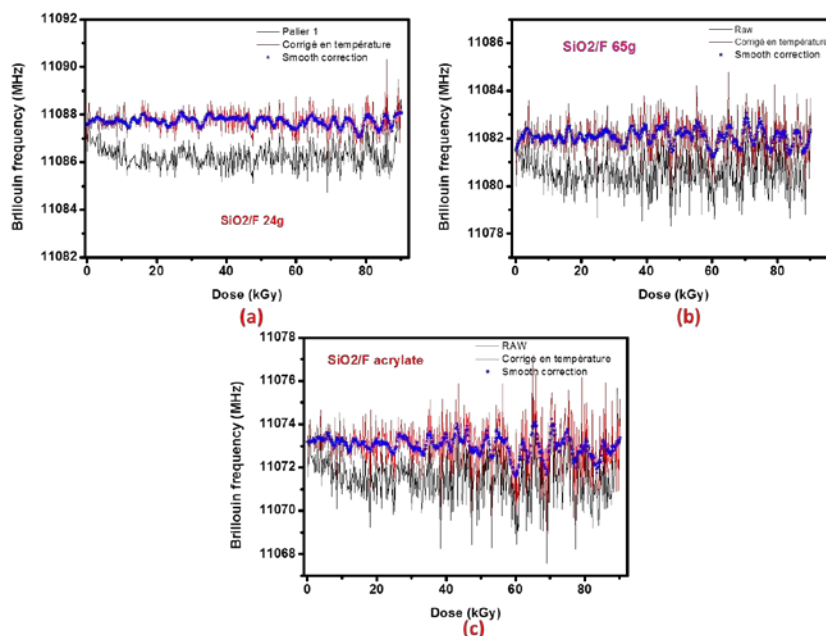 11092
11090
11088
11086
11084
11082
Brillouin frequency (MHz)
Palier 1
Corrigé en température
Smooth correction
SiO2/F 24g
0 20 40 60 80
Dose (kGy)
(a)
11086
11084
11082
11080
11078
Brillouin frequency (MHz)
SiO2/F 65g
Raw
Corrigé en température
Smooth correction
0 20 40 60 80
Dose (kGy)
(b)
11078
11076
11074
11072
11070
11068
Brillouin frequency (MHz)
SiO2/F acrylate
RAW
Corrigé en température
Smooth correction
0 20 40 60 80
Dose (kGy)
(c)